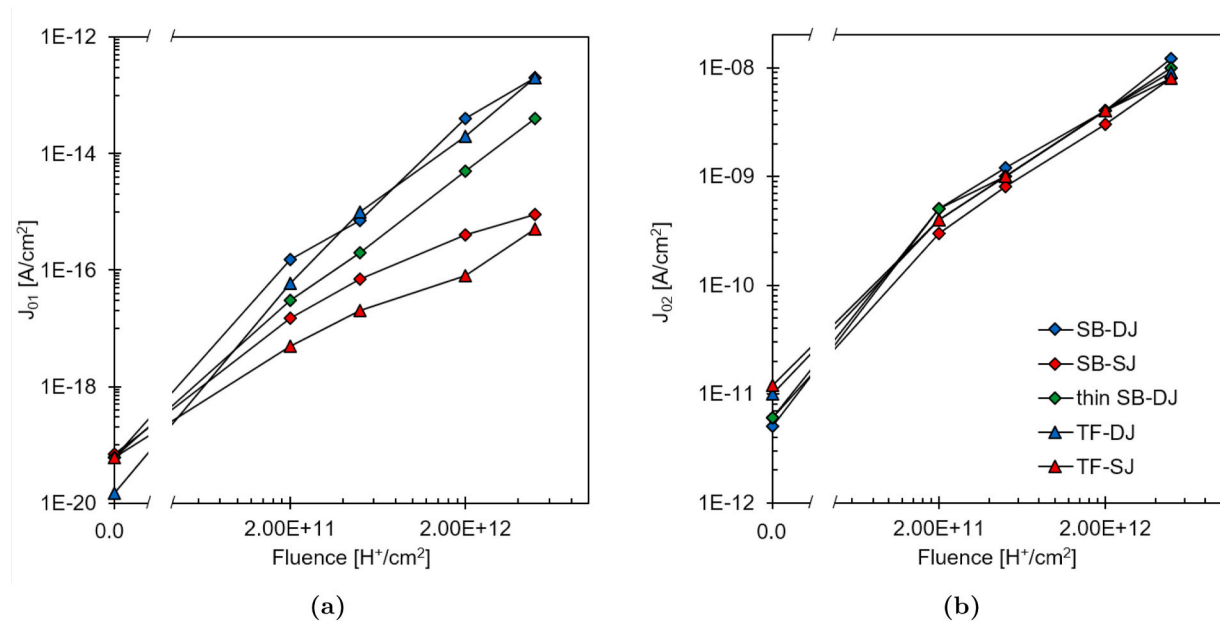 1E-12
1E-14
1E-16
1E-18
1E-20
J01 [A/cm2]
0.0
2.00E+11
2.00E+12
Fluence [H+/cm2]
(a)
1E-08
1E-09
1E-10
1E-11
1E-12
J02 [A/cm2]
SB-DJ
SB-SJ
thin SB-DJ
TF-DJ
TF-SJ
0.0
2.00E+11
2.00E+12
Fluence [H+/cm2]
(b)